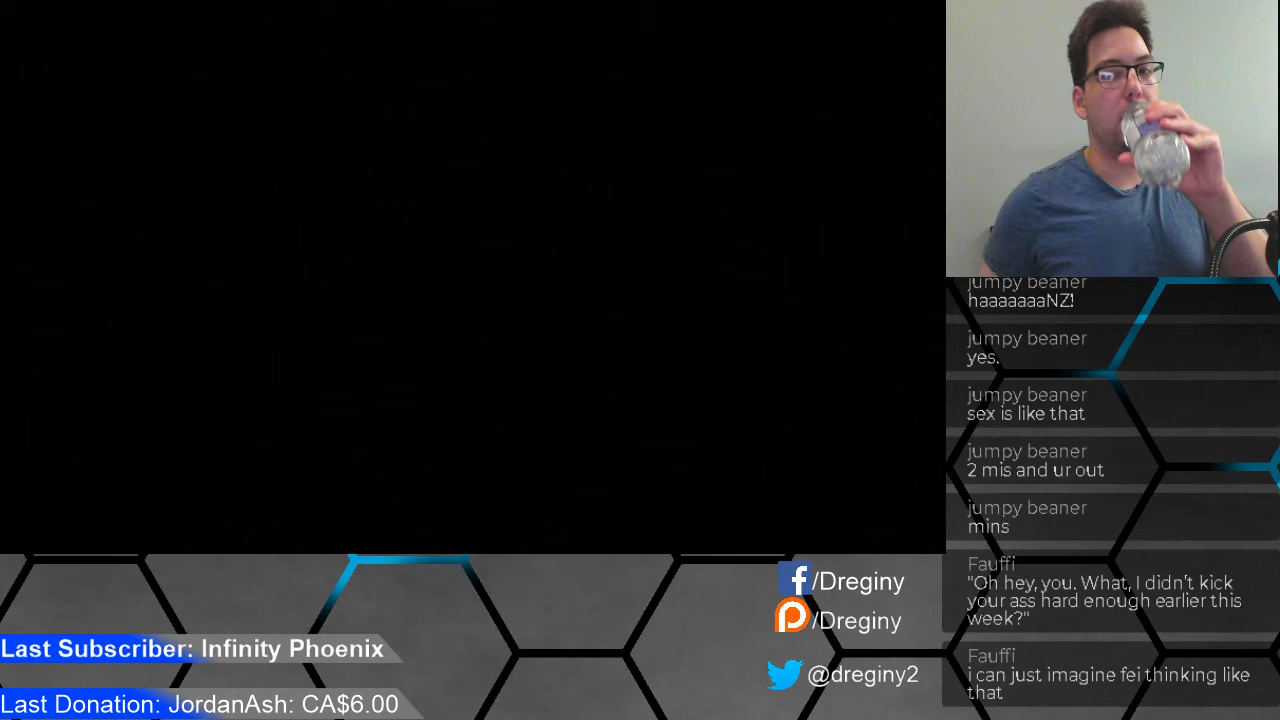 jumpy beaner
haaaaaaaNZ!
jumpy beaner
yes.
jumpy beaner
sex is like that
jumpy beaner
2 mis and ur out
jumpy beaner
mins
Fauffi
"Oh hey, you. What, I didn't kick
your ass hard enough earlier this
week?"
Fauffi
i can just imagine fei thinking like
that
f/Dreginy
/Dreginy
@dreginy2
Last Subscriber: Infinity Phoenix
Last Donation: JordanAsh: CA$6.00